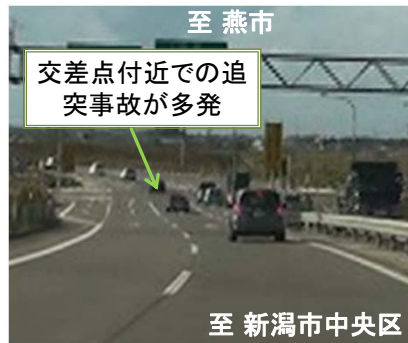 至 燕市
交差点付近での追
突事故が多発
至 新潟市中央区